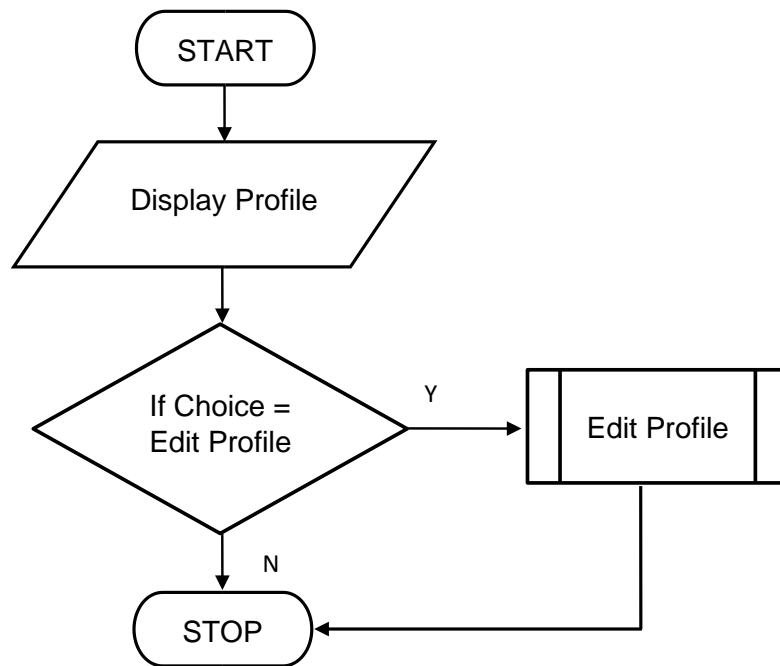 START
Display Profile
If Choice =
Edit Profile
Y
Edit Profile
N
STOP